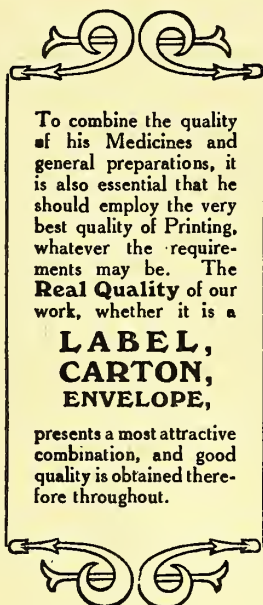 To combine the quality
of his Medicines and
general preparations, it
is also essential that he
should employ the very
best quality of Printing,
whatever the require-
ments may be. The
Real Quality of our
work, whether it is a
LABEL,
CARTON,
ENVELOPE,
presents a most attractive
combination, and good
quality is obtained there-
fore throughout.